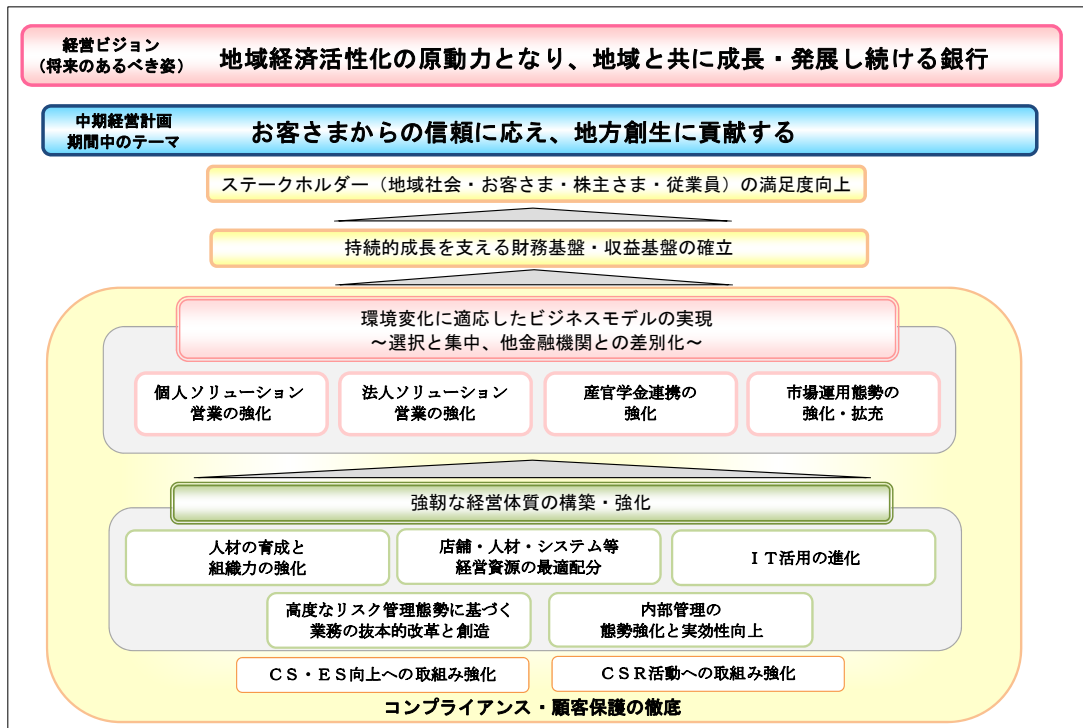 経営ビジョン
(将来のあるべき姿)
地域経済活性化の原動力となり、地域と共に成長・発展し続ける銀行
中期経営計画
期間中のテーマ
お客さまからの信頼に応え、地方創生に貢献する
ステークホルダー（地域社会・お客さま・株主さま・従業員）の満足度向上
持続的成長を支える財務基盤・収益基盤の確立
環境変化に適応したビジネスモデルの実現
～選択と集中、他金融機関との差別化～
個人ソリューション
営業の強化
法人ソリューション
営業の強化
産官学金連携の
強化
市場運用態勢の
強化・拡充
強靭な経営体質の構築・強化
人材の育成と
組織力の強化
店舗・人材・システム等
経営資源の最適配分
ＩＴ活用の進化
高度なリスク管理態勢に基づく
業務の抜本的改革と創造
内部管理の
態勢強化と実効性向上
ＣＳ・ＥＳ向上への取組み強化
ＣＳＲ活動への取組み強化
コンプライアンス・顧客保護の徹底